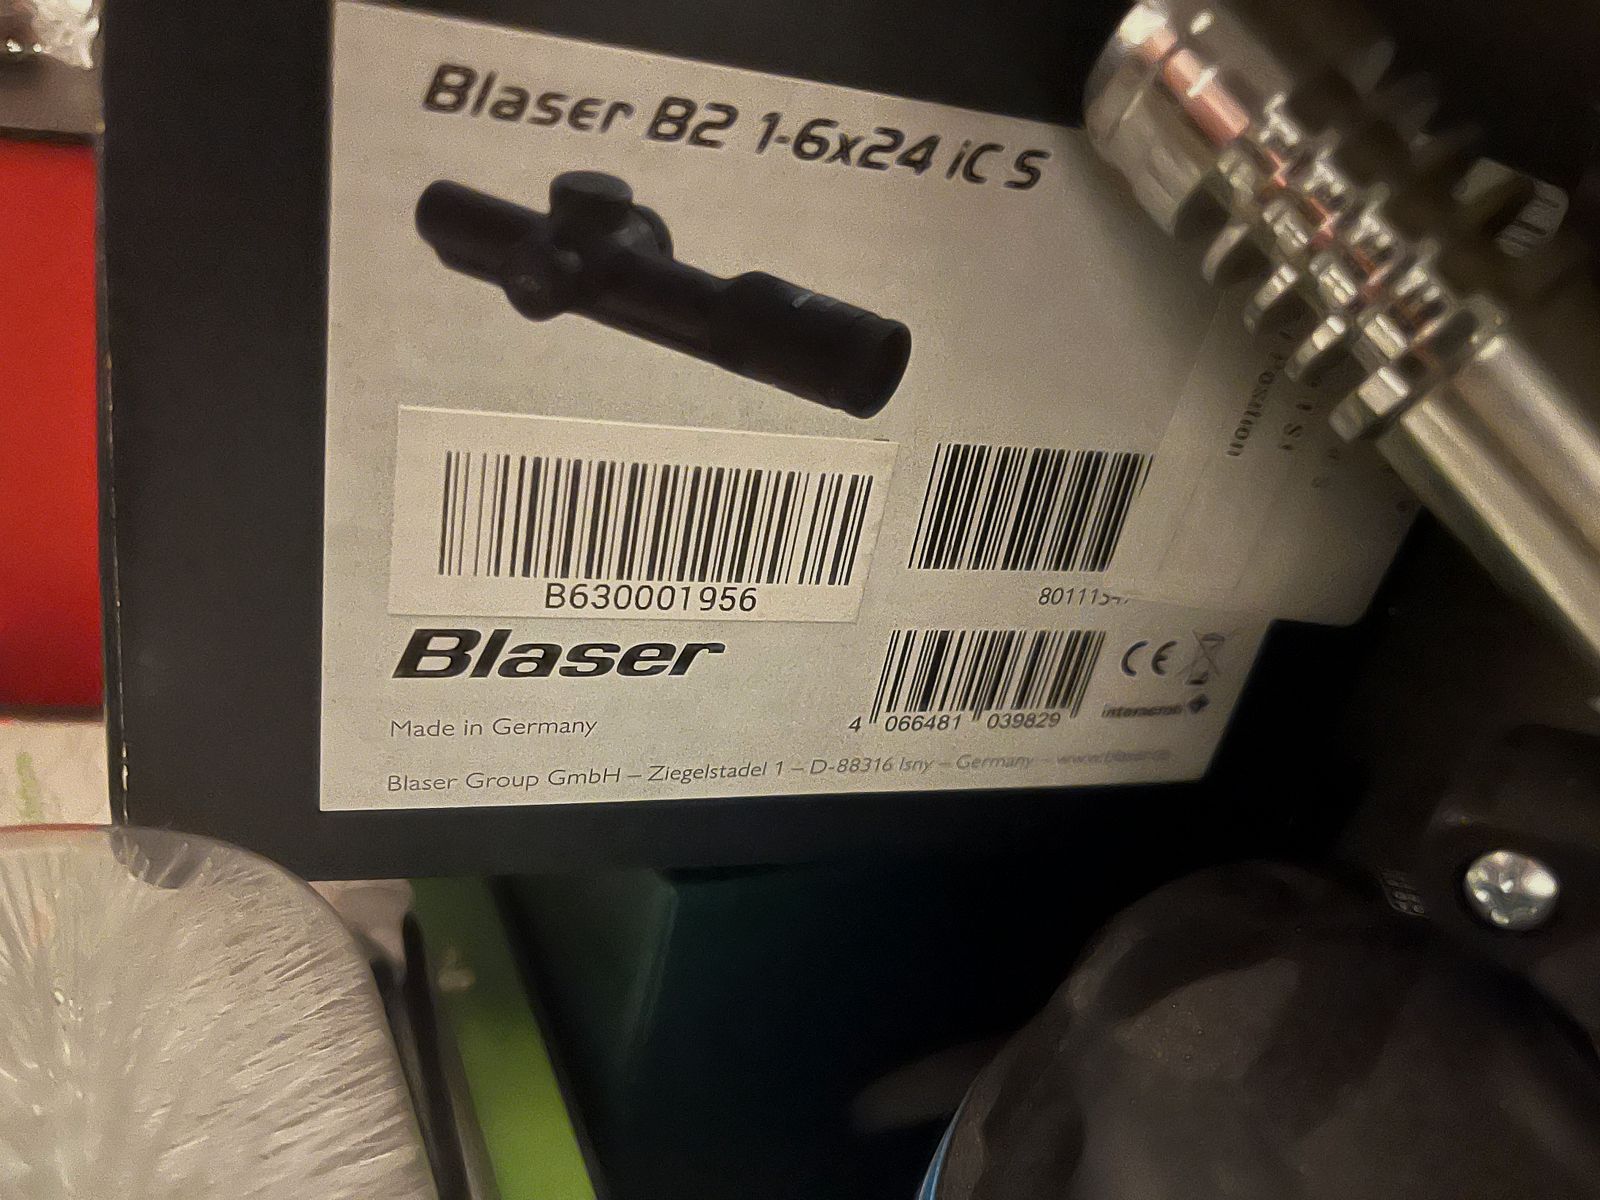 Blaser B2 1-6x24 iC S
B630001956
Blaser
4 066481 039829
CE
Made in Germany
Blaser Group GmbH – Ziegelstadel 1 – D-88316 Isny – Germany –